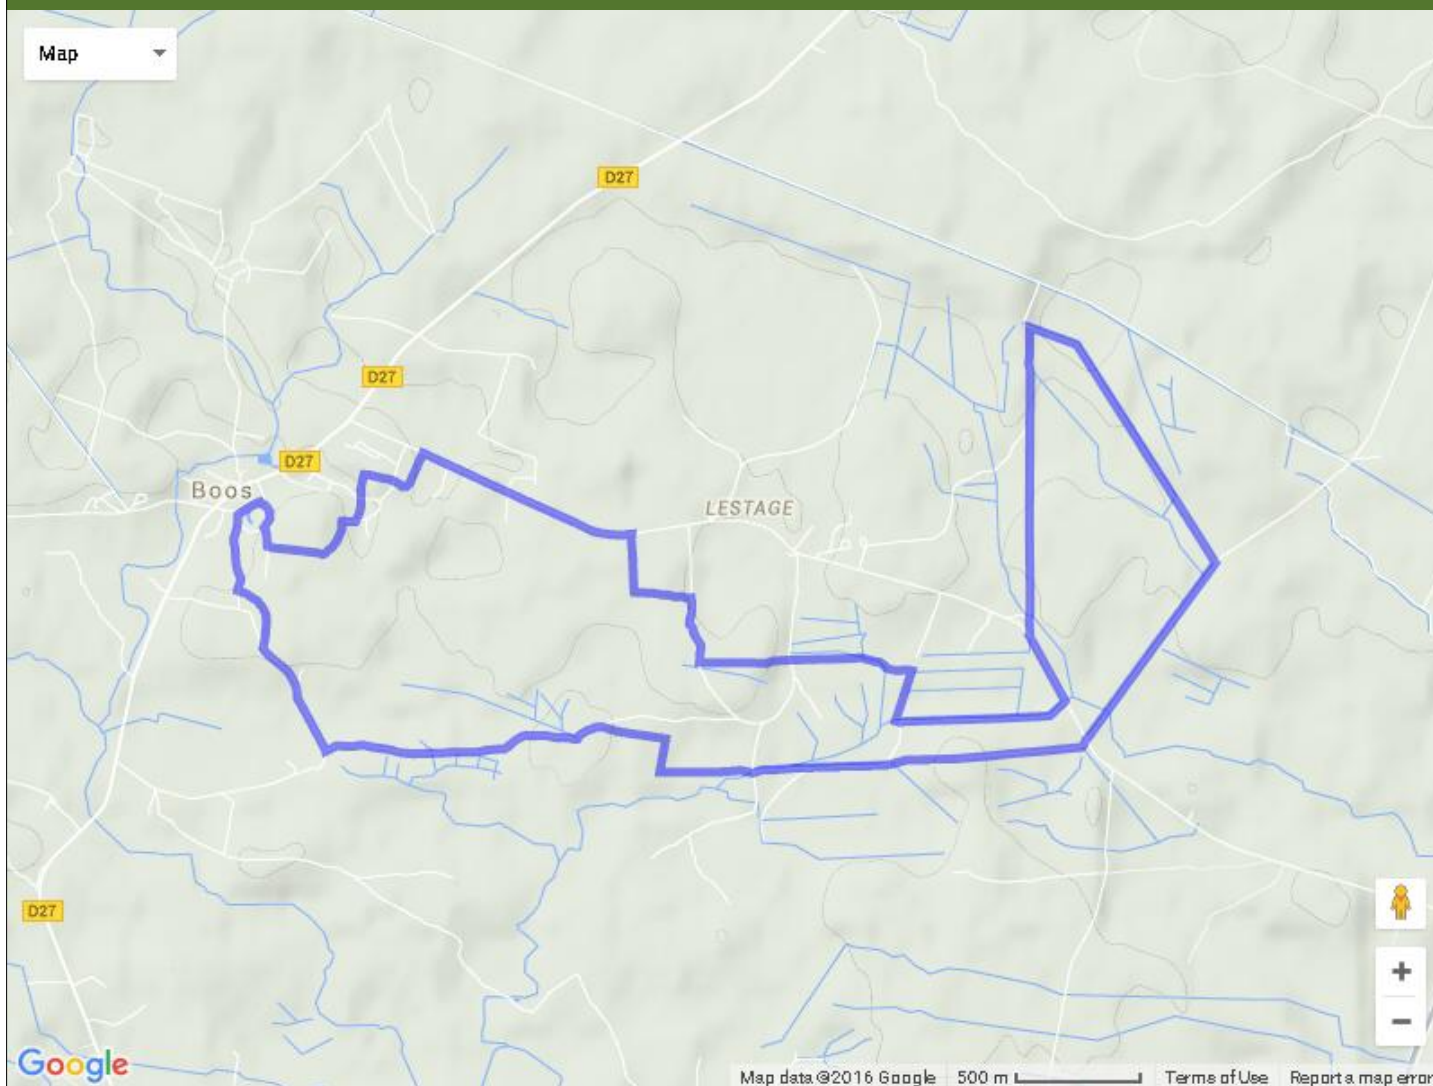 Map
D27
D27
D27
Boos
LESTAGE
D27
Google
Map data ©2016 Google 500 m Terms of Use Report a map error